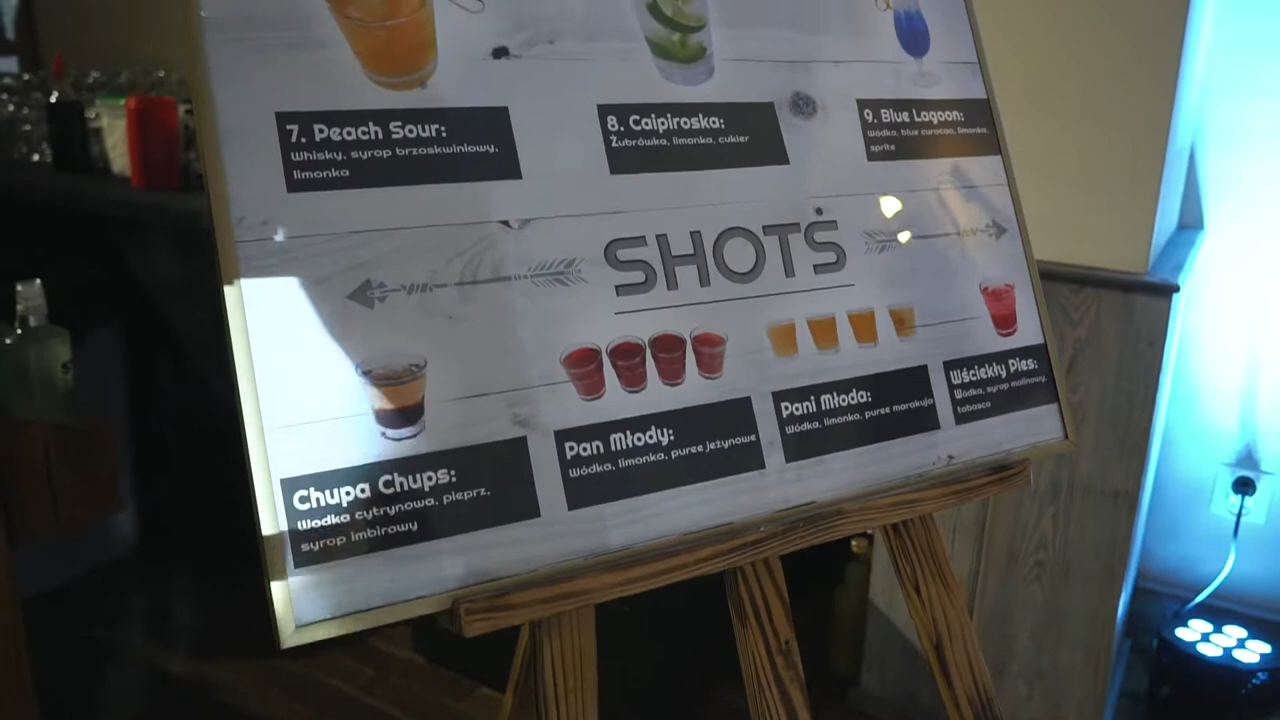 7. Peach Sour:
Whisky, syrop brzoskwiniowy,
limonka
8. Caipiroska:
Żubrówka, limonka, cukier
9. Blue Lagoon:
Wódka, blue curacao, limonka,
sprite
SHOTS
Chupa Chups:
Wodka cytrynowa, pieprz,
syrop imbirowy
Pan Młody:
Wódka, limonka, puree jeżynowe
Pani Młoda:
Wódka, limonka, puree marakuja
Wściekły Pies:
Wódka, syrop malinowy,
tobasco